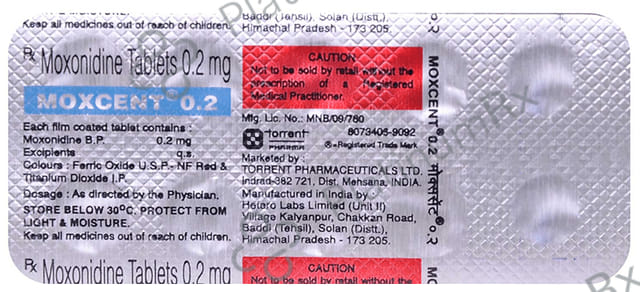 Keep all medicines out of reach of children.
Baddi (Tehsil), Solan (Distt.),
Himachal Pradesh - 173 205.
Rx Moxonidine Tablets 0.2 mg
MOXCENT 0.2
Each film coated tablet contains :
Moxonidine B.P. 0.2 mg
Excipients q.s.
Colours : Ferric Oxide U.S.P.- NF Red &
Titanium Dioxide I.P.
Dosage : As directed by the Physician.
STORE BELOW 30°C. PROTECT FROM
LIGHT & MOISTURE.
Keep all medicines out of reach of children.
Rx Moxonidine Tablets 0.2 mg
CAUTION
Not to be sold by retail without the
prescription of a Registered
Medical Practitioner.
Mfg. Lic. No.: MNB/09/780
torrent
PHARMA
8073406-9092
®=Registered Trade Mark
Marketed by :
TORRENT PHARMACEUTICALS LTD.
Indrad-382 721, Dist. Mehsana, INDIA.
Manufactured in India by :
Hetero Labs Limited (Unit II)
Village Kalyanpur, Chakkan Road,
Baddi (Tehsil), Solan (Distt.),
Himachal Pradesh - 173 205.
CAUTION
Not to be sold by retail without the
MOXCENT 0.2 मोक्सेंट ०.२
MOX